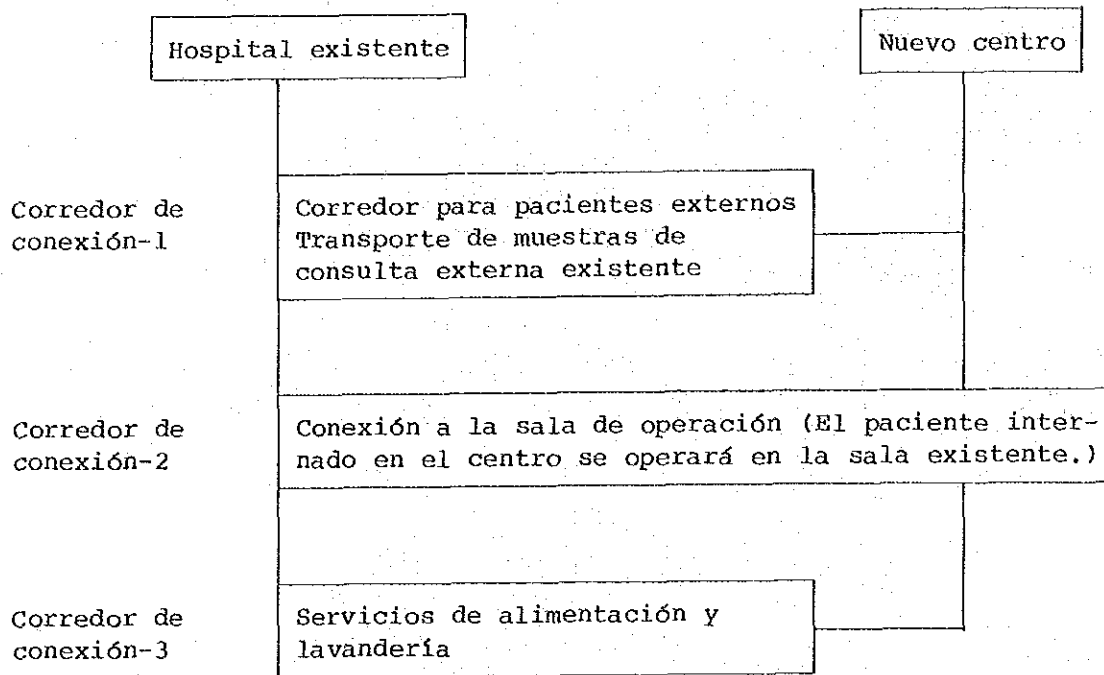 Hospital existente
Nuevo centro
Corredor de
conexión-1
Corredor para pacientes externos
Transporte de muestras de
consulta externa existente
Corredor de
conexión-2
Conexión a la sala de operación (El paciente inter-
nado en el centro se operará en la sala existente.)
Corredor de
conexión-3
Servicios de alimentación y
lavandería